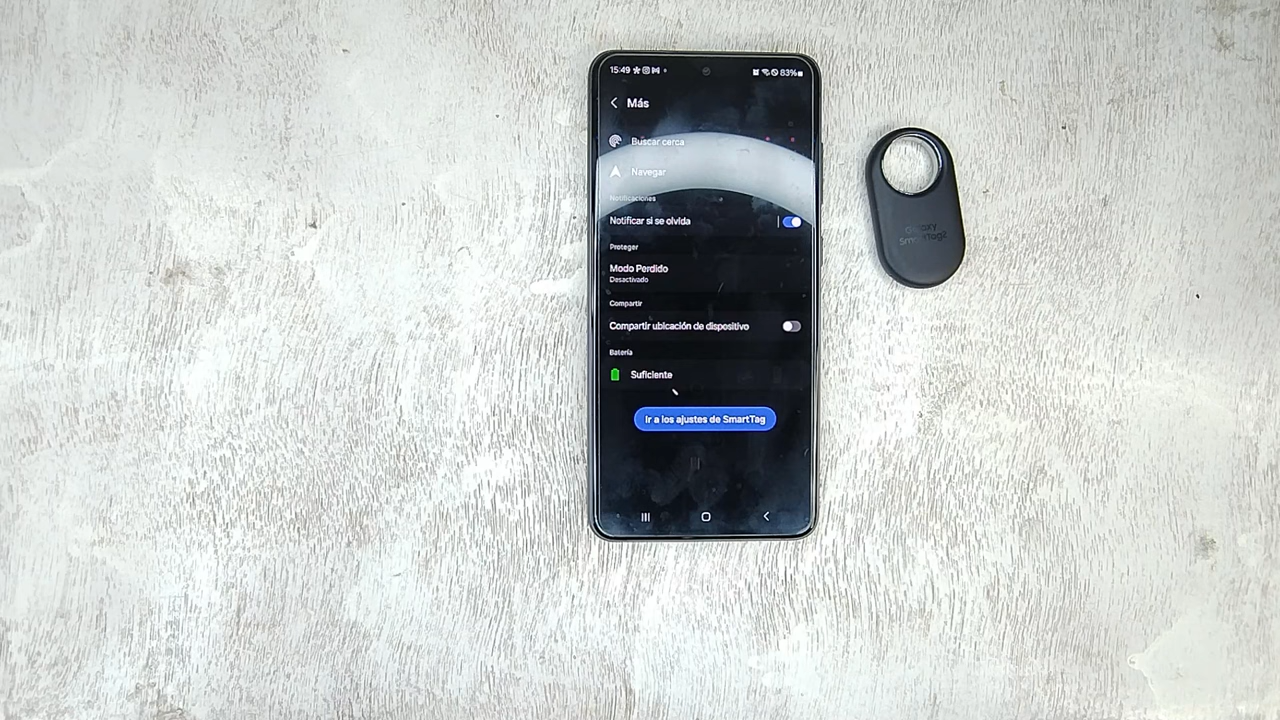 15:49
83%
Más
Buscar cerca
Navegar
Notificaciones
Notificar si se olvida
Proteger
Modo Perdido
Desactivado
Compartir
Compartir ubicación de dispositivo
Batería
Suficiente
Ir a los ajustes de SmartTag
Galaxy
SmartTag2